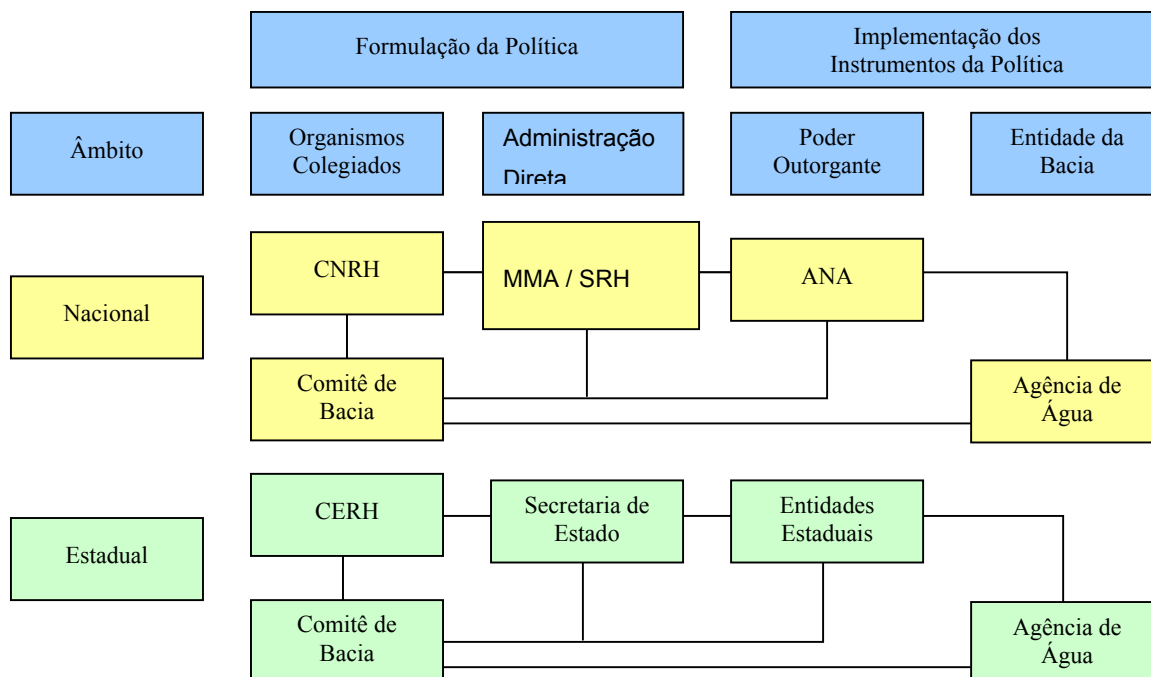 Formulação da Política
Implementação dos
Instrumentos da Política
Âmbito
Organismos
Colegiados
Administração
Direta
Poder
Outorgante
Entidade da
Bacia
Nacional
CNRH
MMA / SRH
ANA
Comitê de
Bacia
Agência de
Água
Estadual
CERH
Secretaria de
Estado
Entidades
Estaduais
Comitê de
Bacia
Agência de
Água